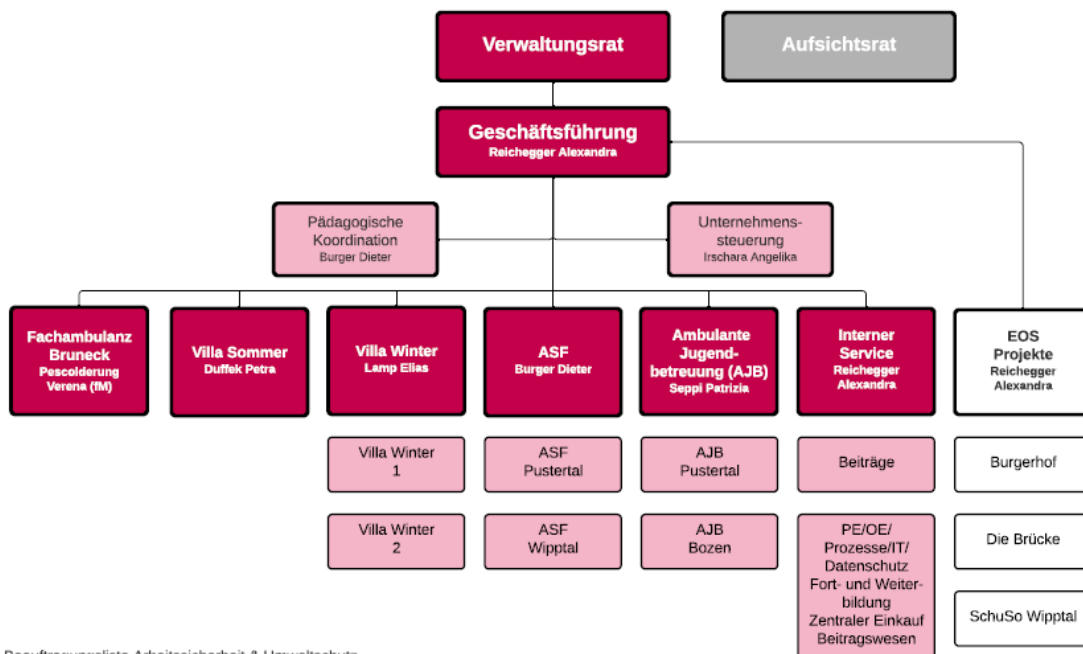 Verwaltungsrat
Aufsichtsrat
Geschäftsführung
Reichegger Alexandra
Pädagogische
Koordination
Burger Dieter
Unternehmens-
steuerung
Irschara Angelika
Fachambulanz
Bruneck
Pescolderung
Verena (fM)
Villa Sommer
Duffek Petra
Villa Winter
Lamp Elias
ASF
Burger Dieter
Ambulante
Jugend-
betreuung (AJB)
Seppi Patrizia
Interner
Service
Reichegger
Alexandra
EOS
Projekte
Reichegger
Alexandra
Villa Winter
1
ASF
Pustertal
AJB
Pustertal
Beiträge
Burgerhof
Villa Winter
2
ASF
Wipptal
AJB
Bozen
PE/OE/
Prozesse/IT/
Datenschutz
Fort- und Weiter-
bildung
Zentraler Einkauf
Beitragswesen
Die Brücke
SchuSo Wipptal
Arbeitssicherheit & Umweltschutz